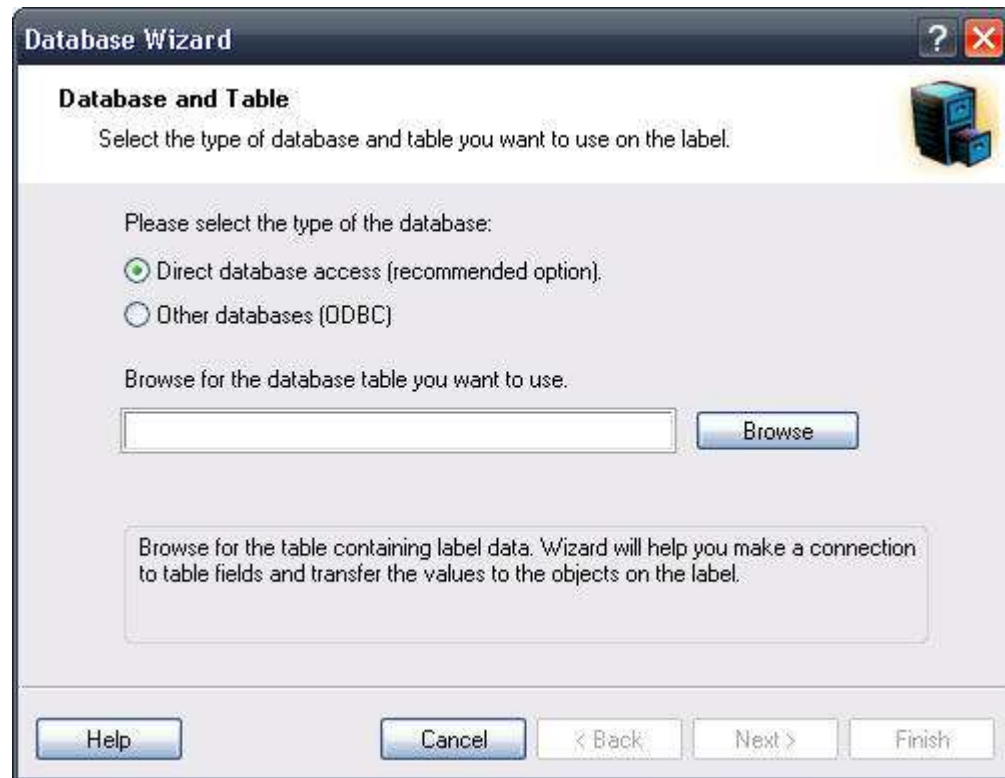 Database Wizard
?
Database and Table
Select the type of database and table you want to use on the label.
Please select the type of the database:
Direct database access (recommended option).
Other databases (ODBC)
Browse for the database table you want to use.
Browse
Browse for the table containing label data. Wizard will help you make a connection
to table fields and transfer the values to the objects on the label.
Help
Cancel
< Back
Next >
Finish